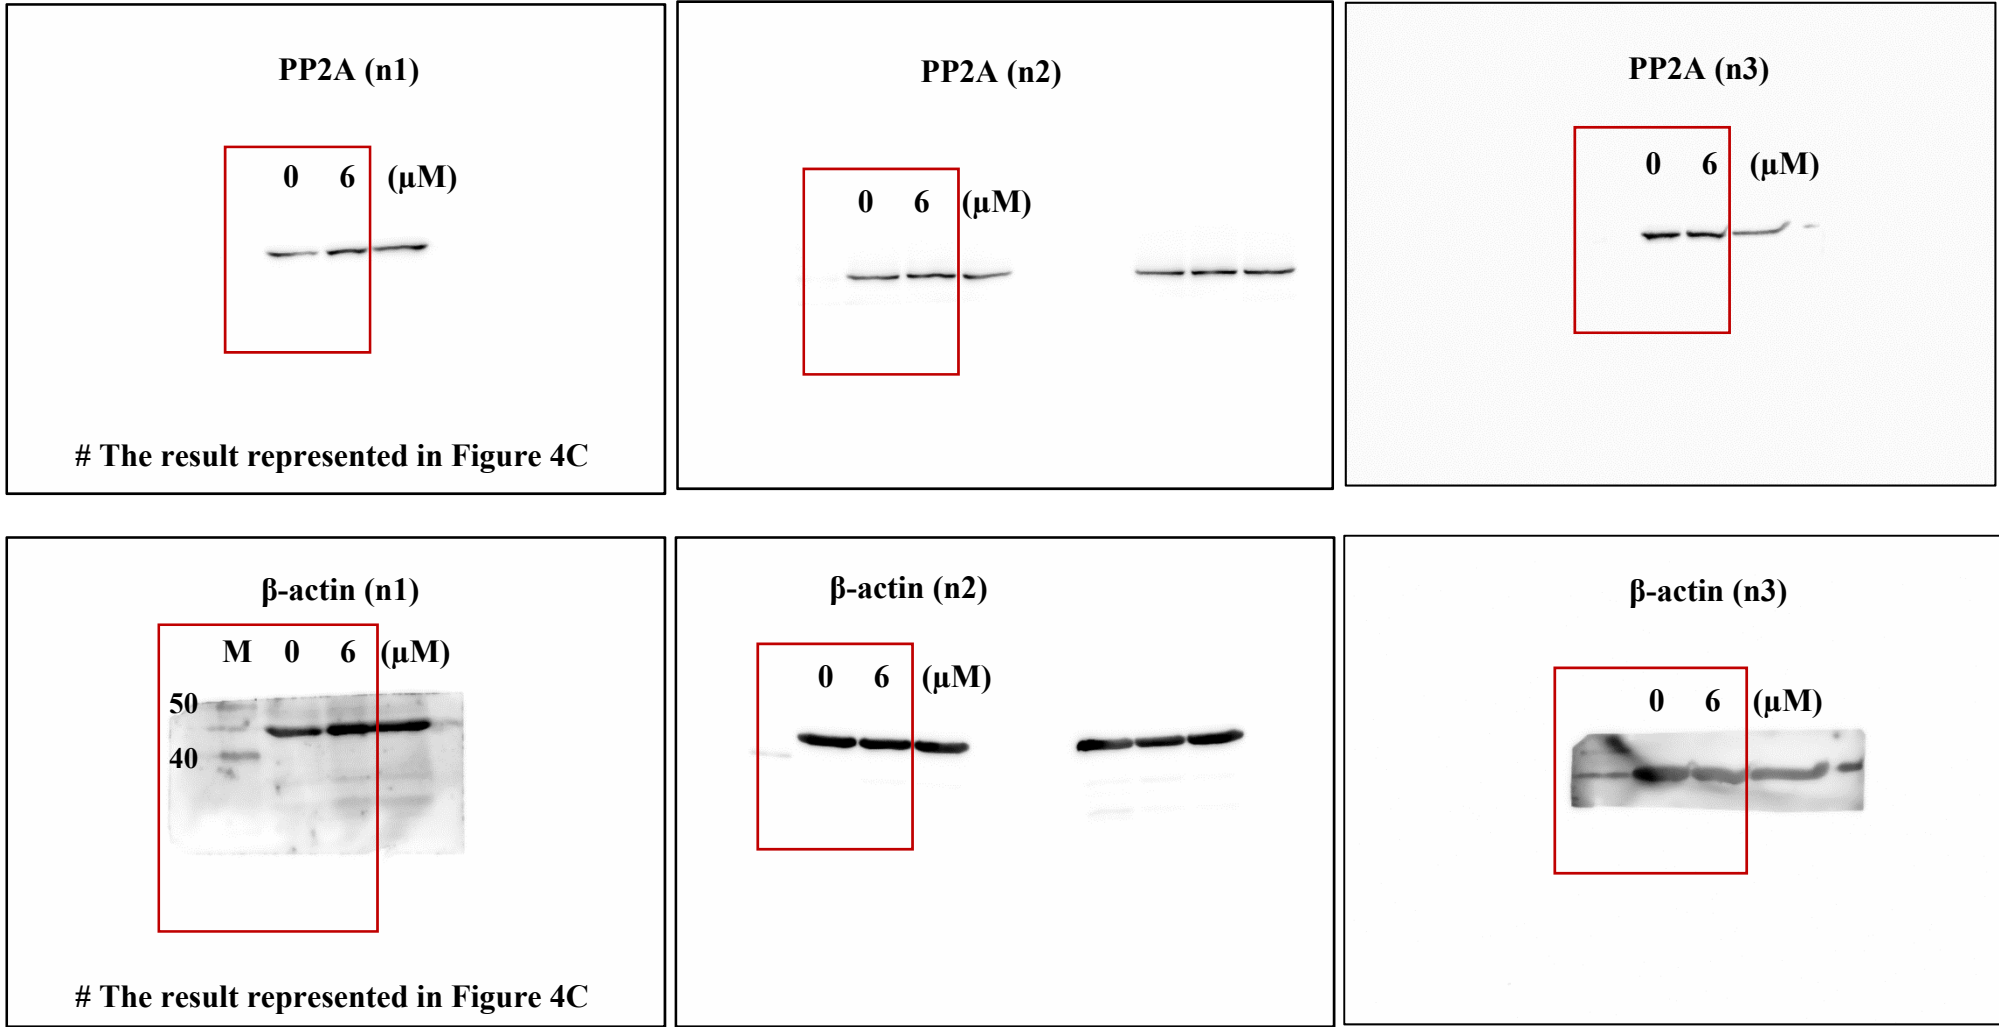 PP2A (n1)
0 6 (µM)
# The result represented in Figure 4C
PP2A (n2)
0 6 (µM)
PP2A (n3)
0 6 (µM)
β-actin (n1)
M 0 6 (µM)
50
40
# The result represented in Figure 4C
β-actin (n2)
0 6 (µM)
β-actin (n3)
0 6 (µM)